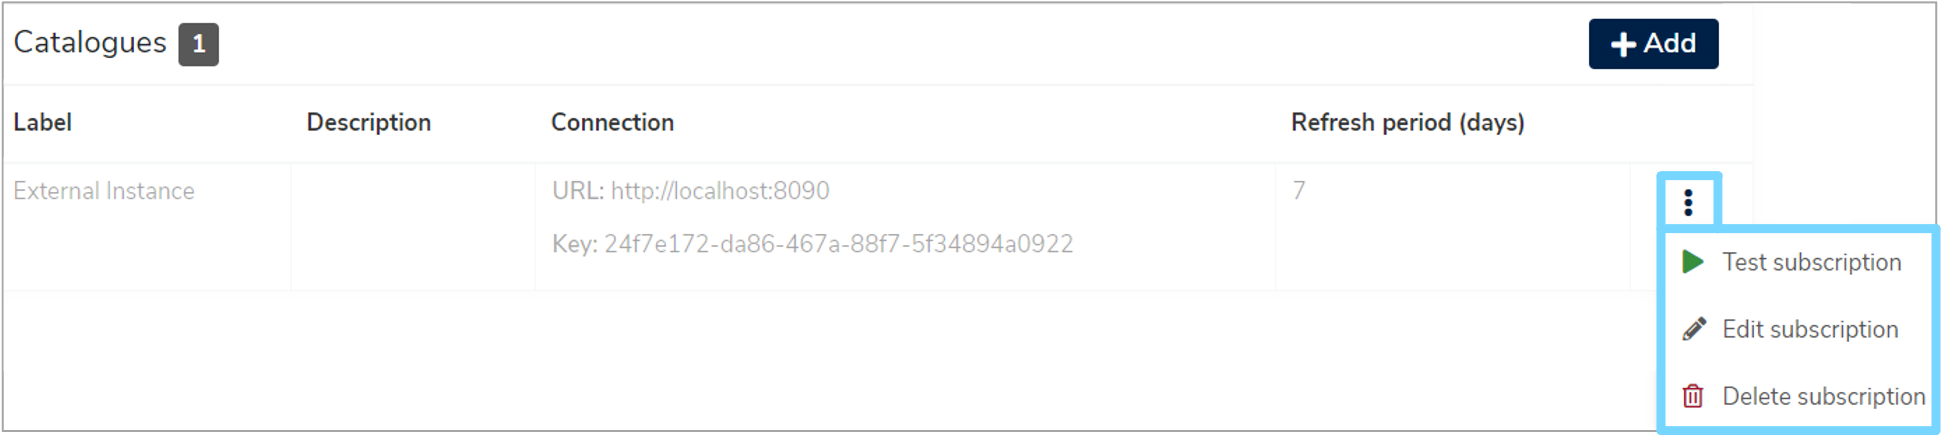 Catalogues 1
Add
Label Description Connection Refresh period (days)
External Instance URL: http://localhost:8090 7
Key: 24f7e172-da86-467a-88f7-5f34894a0922
Test subscription
Edit subscription
Delete subscription